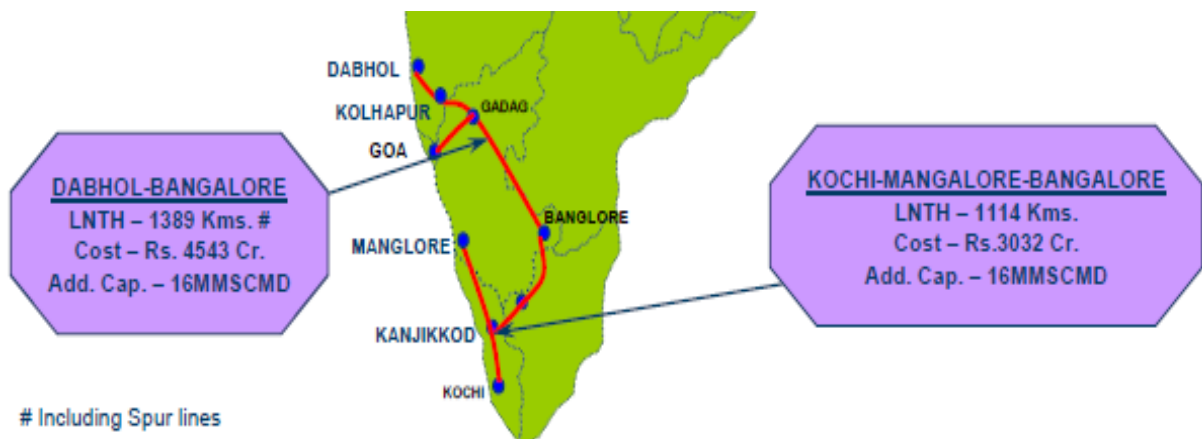 DABHOL
KOLHAPUR
GADAG
GOA
DABHOL-BANGALORE
LNTH – 1389 Kms. #
Cost – Rs. 4543 Cr.
Add. Cap. – 16MMSCMD
KOCHI-MANGALORE-BANGALORE
LNTH – 1114 Kms.
Cost – Rs.3032 Cr.
Add. Cap. – 16MMSCMD
BANGLORE
MANGLORE
KANJIKKOD
KOCHI
# Including Spur lines